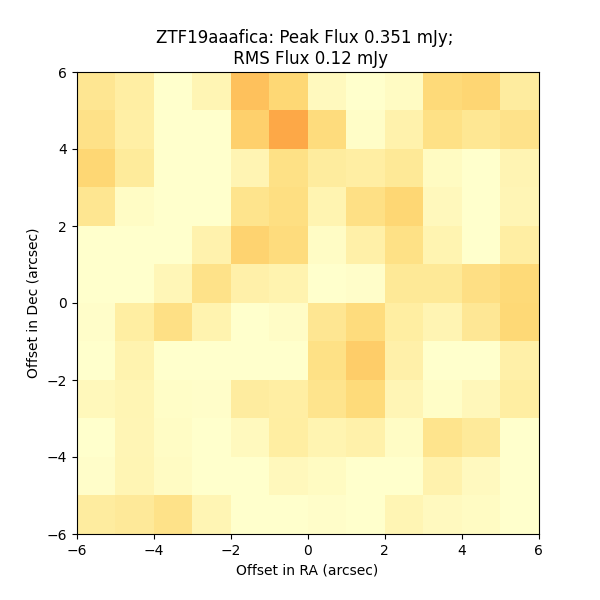 ZTF19aaafica: Peak Flux 0.351 mJy;
RMS Flux 0.12 mJy
6
4
2
0
−2
−4
−6
Offset in Dec (arcsec)
−6 −4 −2 0 2 4 6
Offset in RA (arcsec)